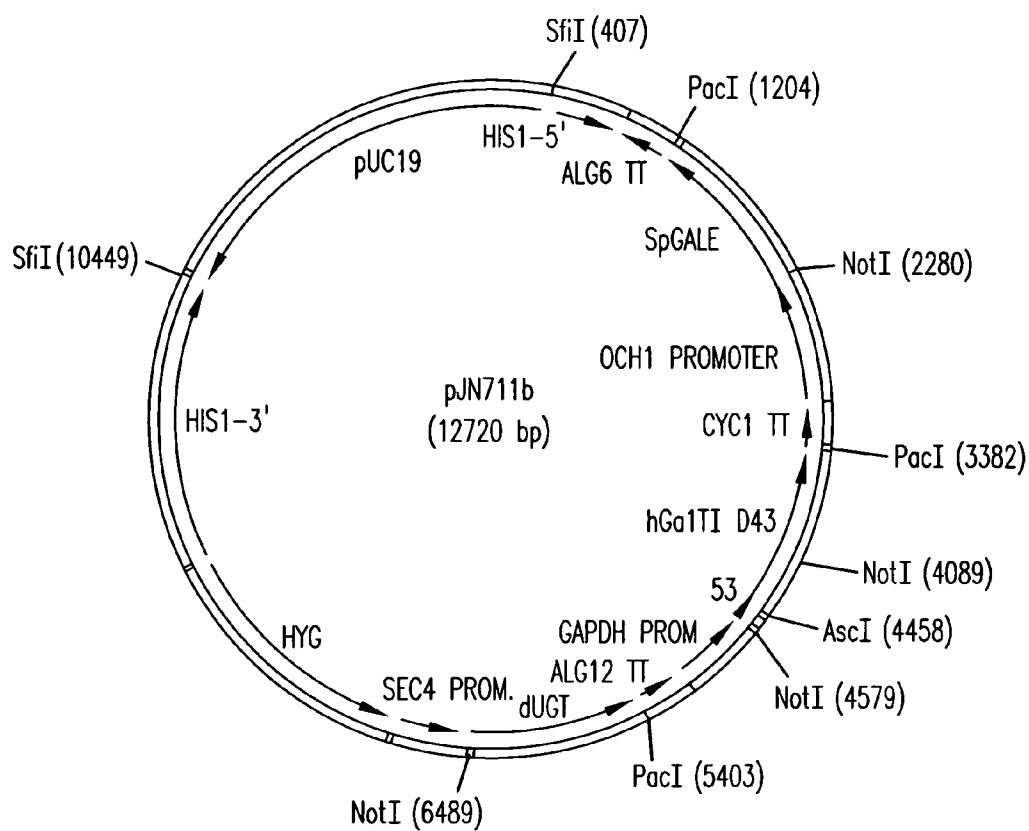 SfiI (407)
PacI (1204)
HIS1-5'
pUC19
ALG6 TT
SpGALE
SfiI (10449)
NotI (2280)
OCH1 PROMOTER
pJN711b
(12720 bp)
HIS1-3'
CYC1 TT
PacI (3382)
hGa1TI D43
NotI (4089)
53
AscI (4458)
GAPDH PROM
HYG
ALG12 TT
SEC4 PROM.
dUGT
NotI (4579)
PacI (5403)
NotI (6489)